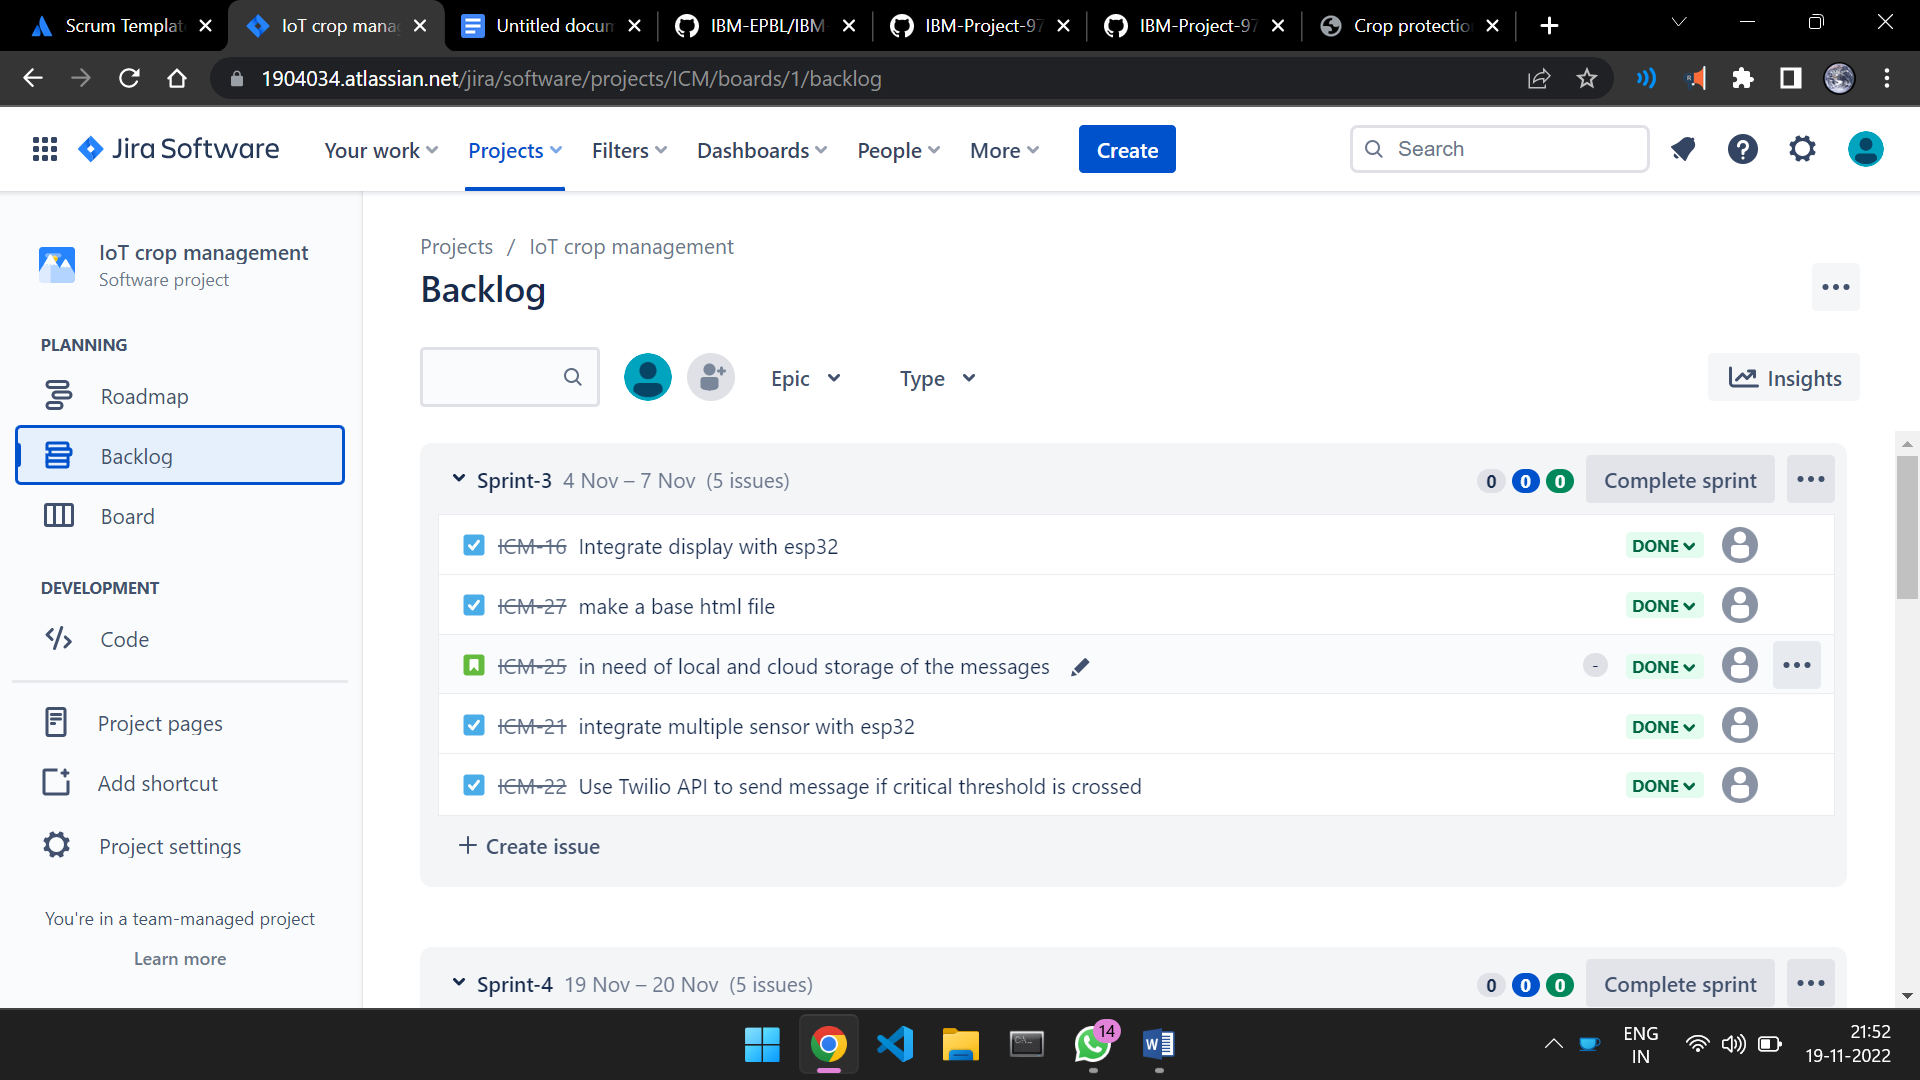 Scrum Templat
IoT crop mana
Untitled docum
IBM-EPBL/IBM-
IBM-Project-97
IBM-Project-97
Crop protectio
1904034.atlassian.net/jira/software/projects/ICM/boards/1/backlog
Jira Software
Your work
Projects
Filters
Dashboards
People
More
Create
Search
IoT crop management
Software project
PLANNING
Roadmap
Backlog
Board
DEVELOPMENT
Code
Project pages
Add shortcut
Project settings
You're in a team-managed project
Learn more
Projects / IoT crop management
Backlog
Epic
Type
Insights
Sprint-3 4 Nov – 7 Nov (5 issues)
0 0 0 Complete sprint
ICM-16 Integrate display with esp32 DONE
ICM-27 make a base html file DONE
ICM-25 in need of local and cloud storage of the messages - DONE
ICM-21 integrate multiple sensor with esp32 DONE
ICM-22 Use Twilio API to send message if critical threshold is crossed DONE
+ Create issue
Sprint-4 19 Nov – 20 Nov (5 issues)
0 0 0 Complete sprint
14
ENG
IN
21:52
19-11-2022